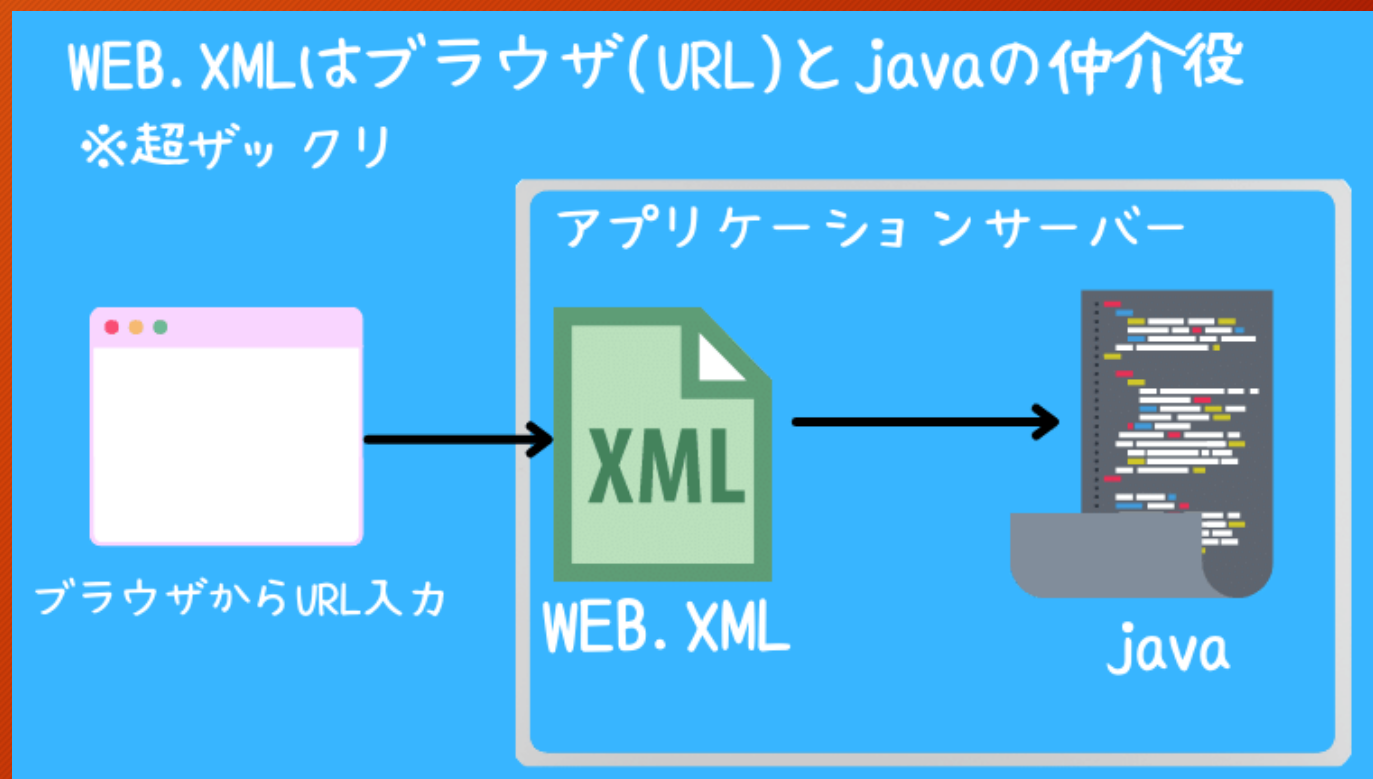 WEB.XMLはブラウザ(URL)とjavaの仲介役
※超ザックリ
アプリケーションサーバー
XML
ブラウザからURL入力
WEB.XML
java